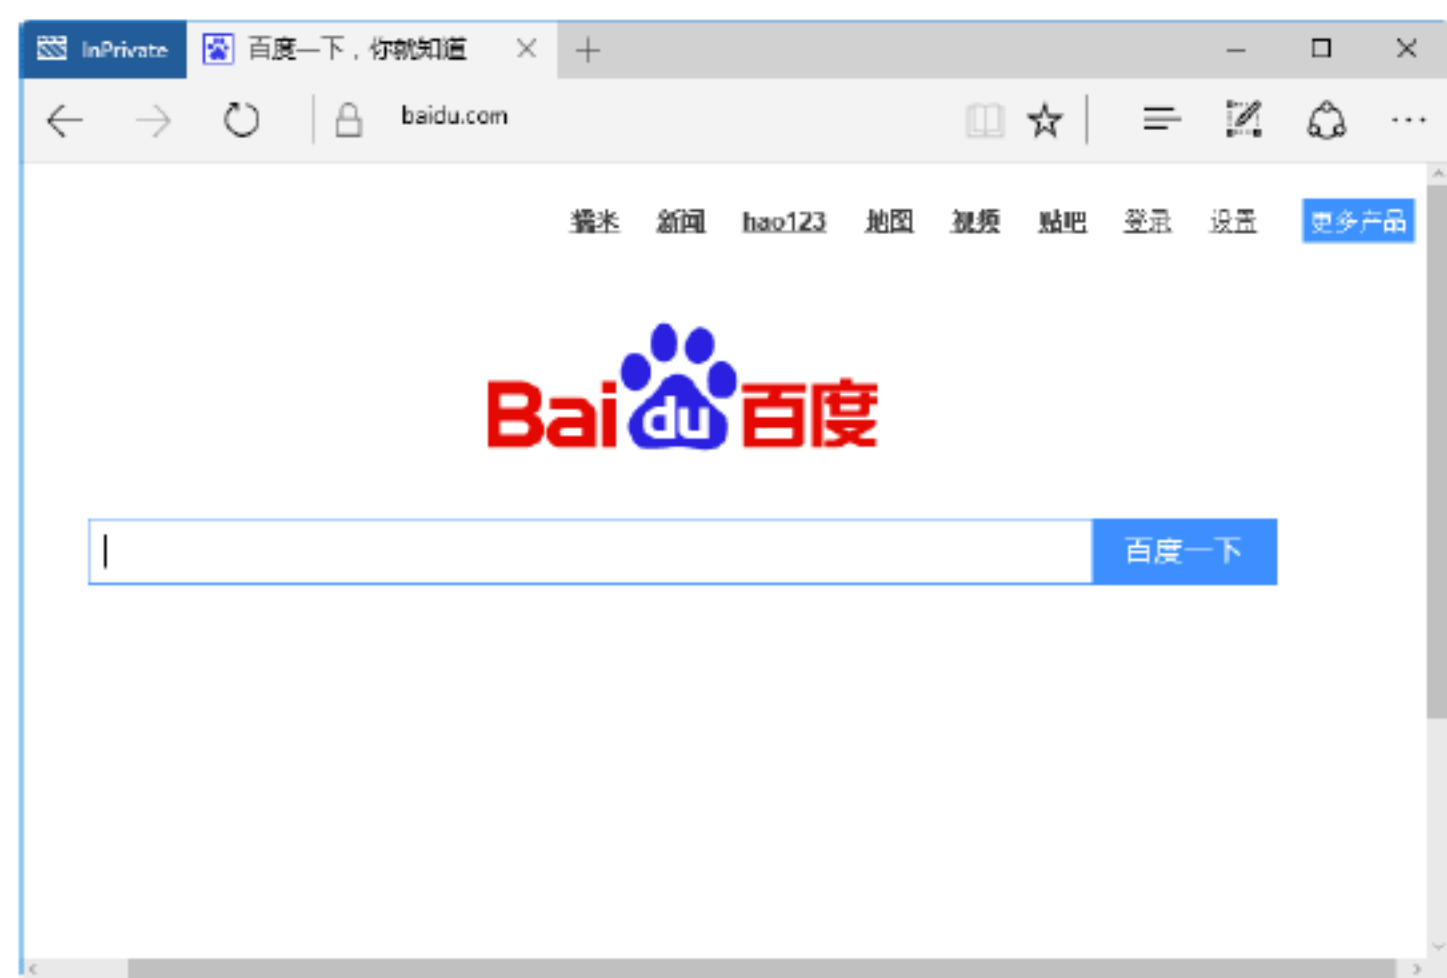 InPrivate 百度一下，你就知道
baidu.com
糯米 新闻 hao123 地图 视频 贴吧 登录 设置 更多产品
Bai du 百度
百度一下